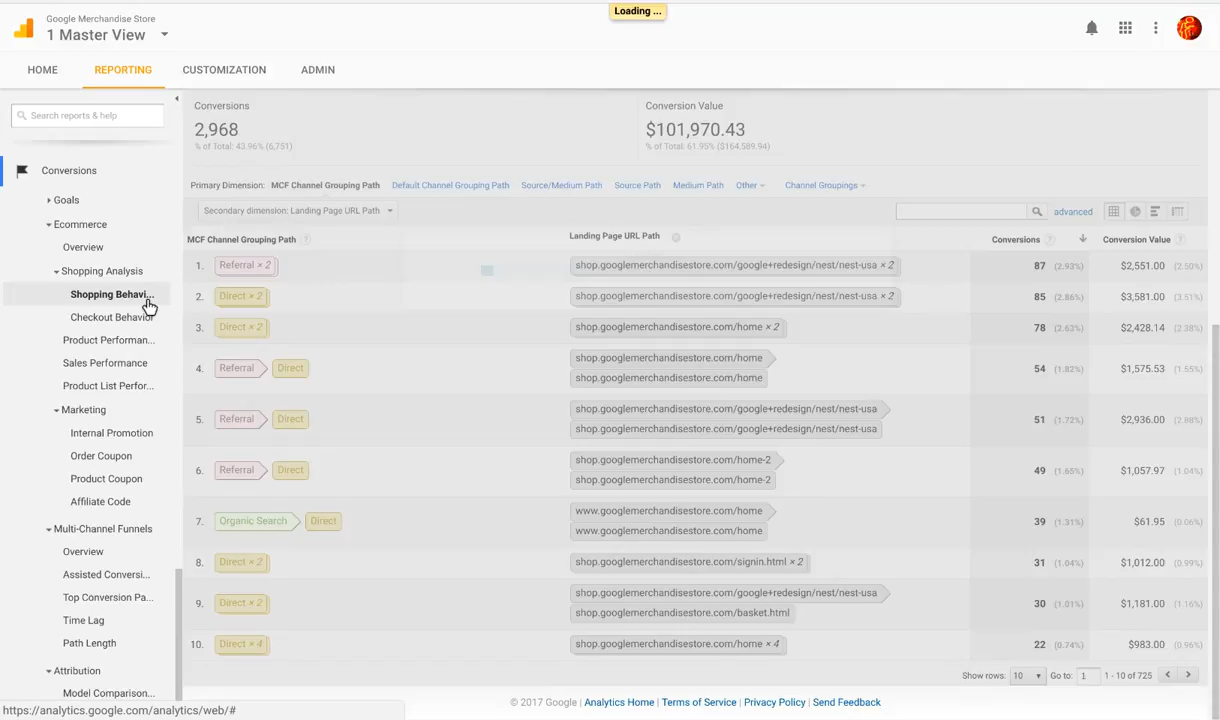 Loading ...
Google Merchandise Store
1 Master View
HOME
REPORTING
CUSTOMIZATION
ADMIN
Search reports & help
Conversions
Goals
Ecommerce
Overview
Shopping Analysis
Shopping Behavi...
Checkout Behavior
Product Performan...
Sales Performance
Product List Perfor...
Marketing
Internal Promotion
Order Coupon
Product Coupon
Affiliate Code
Multi-Channel Funnels
Overview
Assisted Conversi...
Top Conversion Pa...
Time Lag
Path Length
Attribution
Model Comparison...
https://analytics.google.com/analytics/web/#
Conversions
2,968
% of Total: 43.96% (6,751)
Conversion Value
$101,970.43
% of Total: 61.95% ($164,589.94)
Primary Dimension: MCF Channel Grouping Path Default Channel Grouping Path Source/Medium Path Source Path Medium Path Other Channel Groupings
Secondary dimension: Landing Page URL Path
advanced
MCF Channel Grouping Path ? Landing Page URL Path Conversions ? Conversion Value ?
1. Referral × 2 shop.googlemerchandisestore.com/google+redesign/nest/nest-usa × 2 87 (2.93%) $2,551.00 (2.50%)
2. Direct × 2 shop.googlemerchandisestore.com/google+redesign/nest/nest-usa × 2 85 (2.86%) $3,581.00 (3.51%)
3. Direct × 2 shop.googlemerchandisestore.com/home × 2 78 (2.63%) $2,428.14 (2.38%)
4. Referral Direct shop.googlemerchandisestore.com/home 54 (1.82%) $1,575.53 (1.55%)
shop.googlemerchandisestore.com/home
5. Referral Direct shop.googlemerchandisestore.com/google+redesign/nest/nest-usa 51 (1.72%) $2,936.00 (2.88%)
shop.googlemerchandisestore.com/google+redesign/nest/nest-usa
6. Referral Direct shop.googlemerchandisestore.com/home-2 49 (1.65%) $1,057.97 (1.04%)
shop.googlemerchandisestore.com/home-2
7. Organic Search Direct www.googlemerchandisestore.com/home 39 (1.31%) $61.95 (0.06%)
www.googlemerchandisestore.com/home
8. Direct × 2 shop.googlemerchandisestore.com/signin.html × 2 31 (1.04%) $1,012.00 (0.99%)
9. Direct × 2 shop.googlemerchandisestore.com/google+redesign/nest/nest-usa 30 (1.01%) $1,181.00 (1.16%)
shop.googlemerchandisestore.com/basket.html
10. Direct × 4 shop.googlemerchandisestore.com/home × 4 22 (0.74%) $983.00 (0.96%)
Show rows: 10 Go to: 1 1 - 10 of 725
© 2017 Google | Analytics Home | Terms of Service | Privacy Policy | Send Feedback